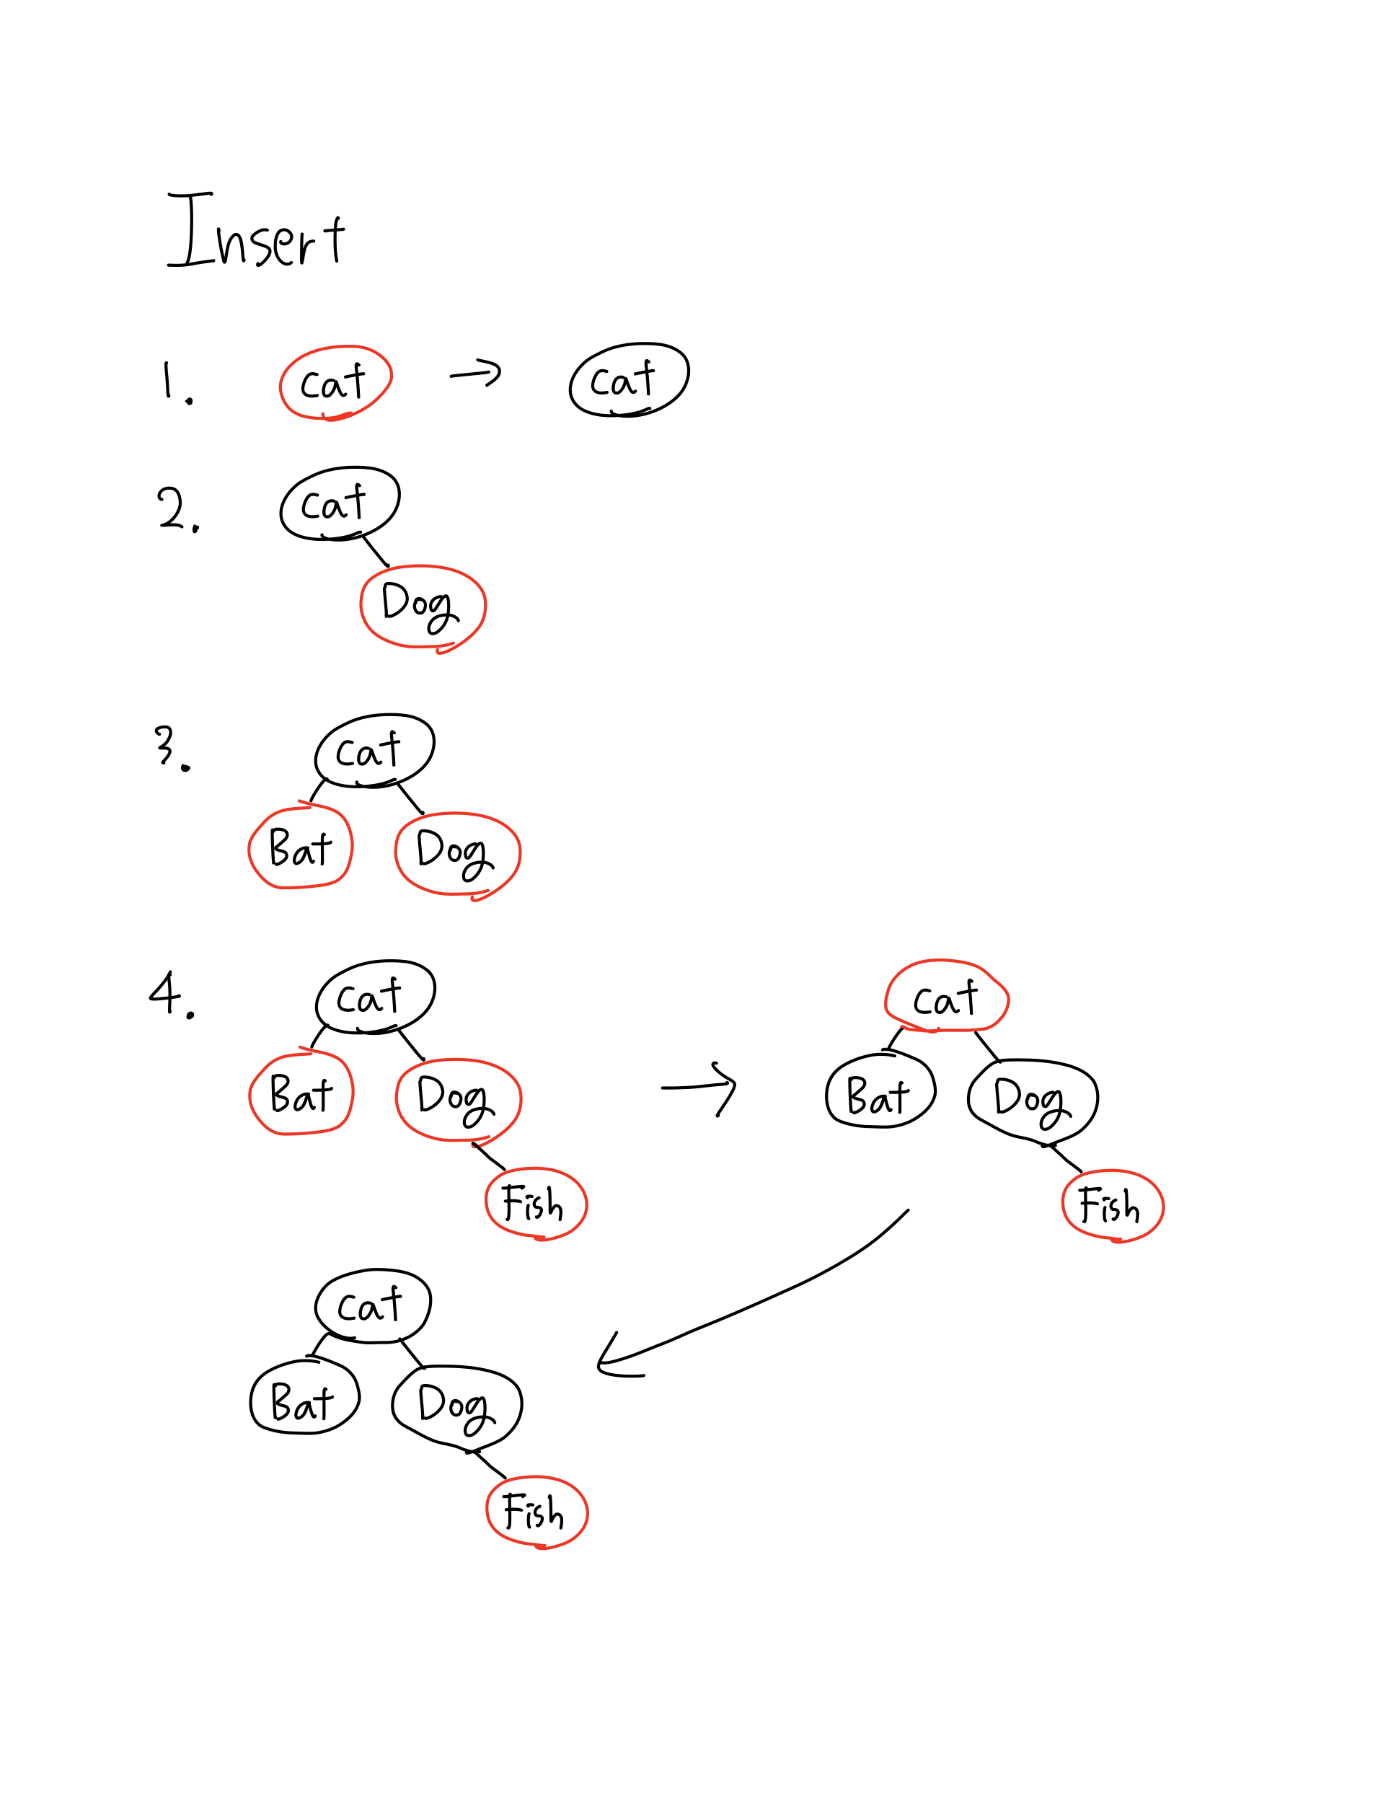 Insert
1. cat → cat
2. cat
Dog
3. cat
Bat Dog
4. cat → cat
Bat Dog Bat Dog
Fish Fish
cat
Bat Dog
Fish